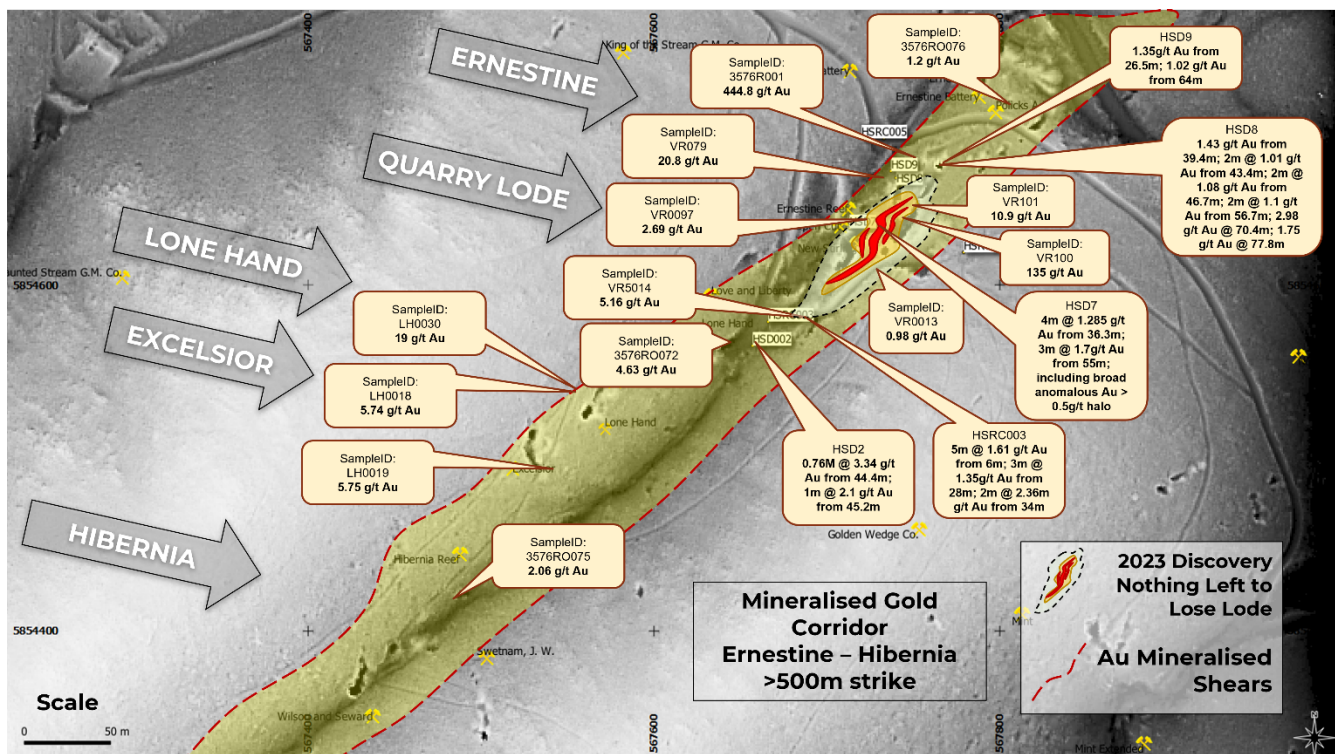 567400
567600
ERNESTINE
QUARRY LODE
LONE HAND
EXCELSIOR
HIBERNIA
King of the Stream G.M. Co.
SampleID:
3576R001
444.8 g/t Au
SampleID:
3576RO076
1.2 g/t Au
HSD9
1.35g/t Au from
26.5m; 1.02 g/t Au
from 64m
Battery
Ernestine Battery
HSRC005
SampleID:
VR079
20.8 g/t Au
HSD9
HSD8
1.43 g/t Au from
39.4m; 2m @ 1.01 g/t
Au from 43.4m; 2m @
1.08 g/t Au from
46.7m; 2m @ 1.1 g/t
Au from 56.7m; 2.98
g/t Au @ 70.4m; 1.75
g/t Au @ 77.8m
SampleID:
VR0097
2.69 g/t Au
Ernestine Reef
SampleID:
VR101
10.9 g/t Au
SampleID:
VR100
135 g/t Au
aunted Stream G.M. Co.
5854600
SampleID:
VR5014
5.16 g/t Au
Love and Liberty
SampleID:
VR0013
0.98 g/t Au
HSD7
4m @ 1.285 g/t
Au from 36.3m;
3m @ 1.7g/t Au
from 55m;
including broad
anomalous Au >
0.5g/t halo
SampleID:
LH0030
19 g/t Au
HSRC003
Lone Hand
HSD002
SampleID:
3576RO072
4.63 g/t Au
SampleID:
LH0018
5.74 g/t Au
Lone Hand
SampleID:
LH0019
5.75 g/t Au
Excelsior
HSD2
0.76M @ 3.34 g/t
Au from 44.4m;
1m @ 2.1 g/t Au
from 45.2m
HSRC003
5m @ 1.61 g/t Au
from 6m; 3m @
1.35g/t Au from
28m; 2m @ 2.36m
g/t Au from 34m
Golden Wedge Co.
Hibernia Reef
SampleID:
3576RO075
2.06 g/t Au
Mineralised Gold
Corridor
Ernestine – Hibernia
>500m strike
2023 Discovery
Nothing Left to
Lose Lode
Au Mineralised
Shears
Mint
5854400
Swetnam, J. W.
Scale
0 50 m
Wilson and Seward
567400
567600
567800
Mint Extended